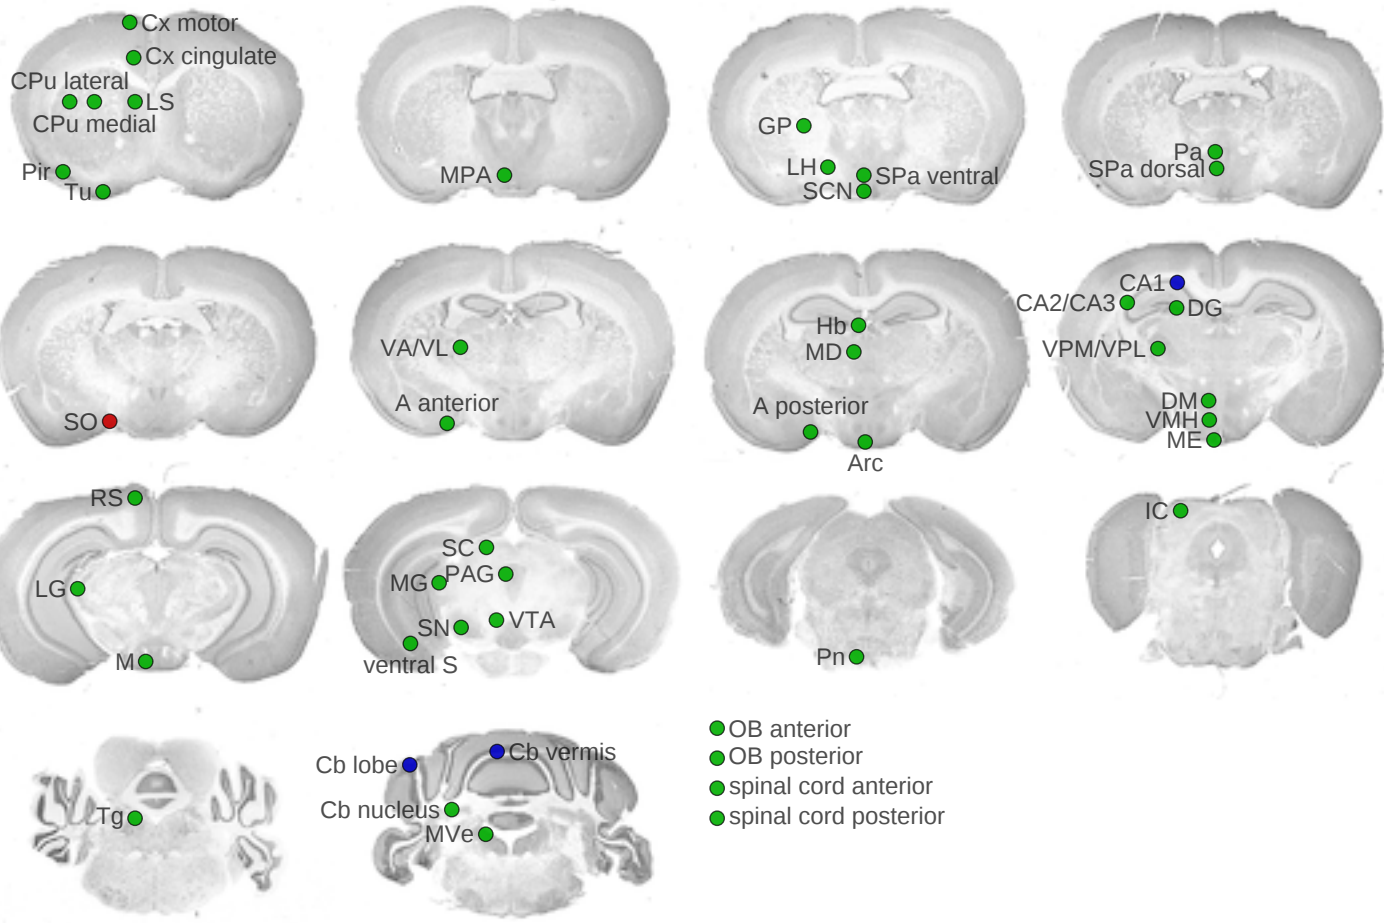 Cx motor
Cx cingulate
CPu lateral
LS
CPu medial
Pir
Tu
MPA
GP
LH
SPa ventral
SCN
Pa
SPa dorsal
SO
VA/VL
A anterior
Hb
MD
A posterior
Arc
CA1
CA2/CA3
DG
VPM/VPL
DM
VMH
ME
RS
LG
M
SC
MG
PAG
SN
VTA
ventral S
Pn
IC
Tg
Cb lobe
Cb vermis
Cb nucleus
MVe
OB anterior
OB posterior
spinal cord anterior
spinal cord posterior